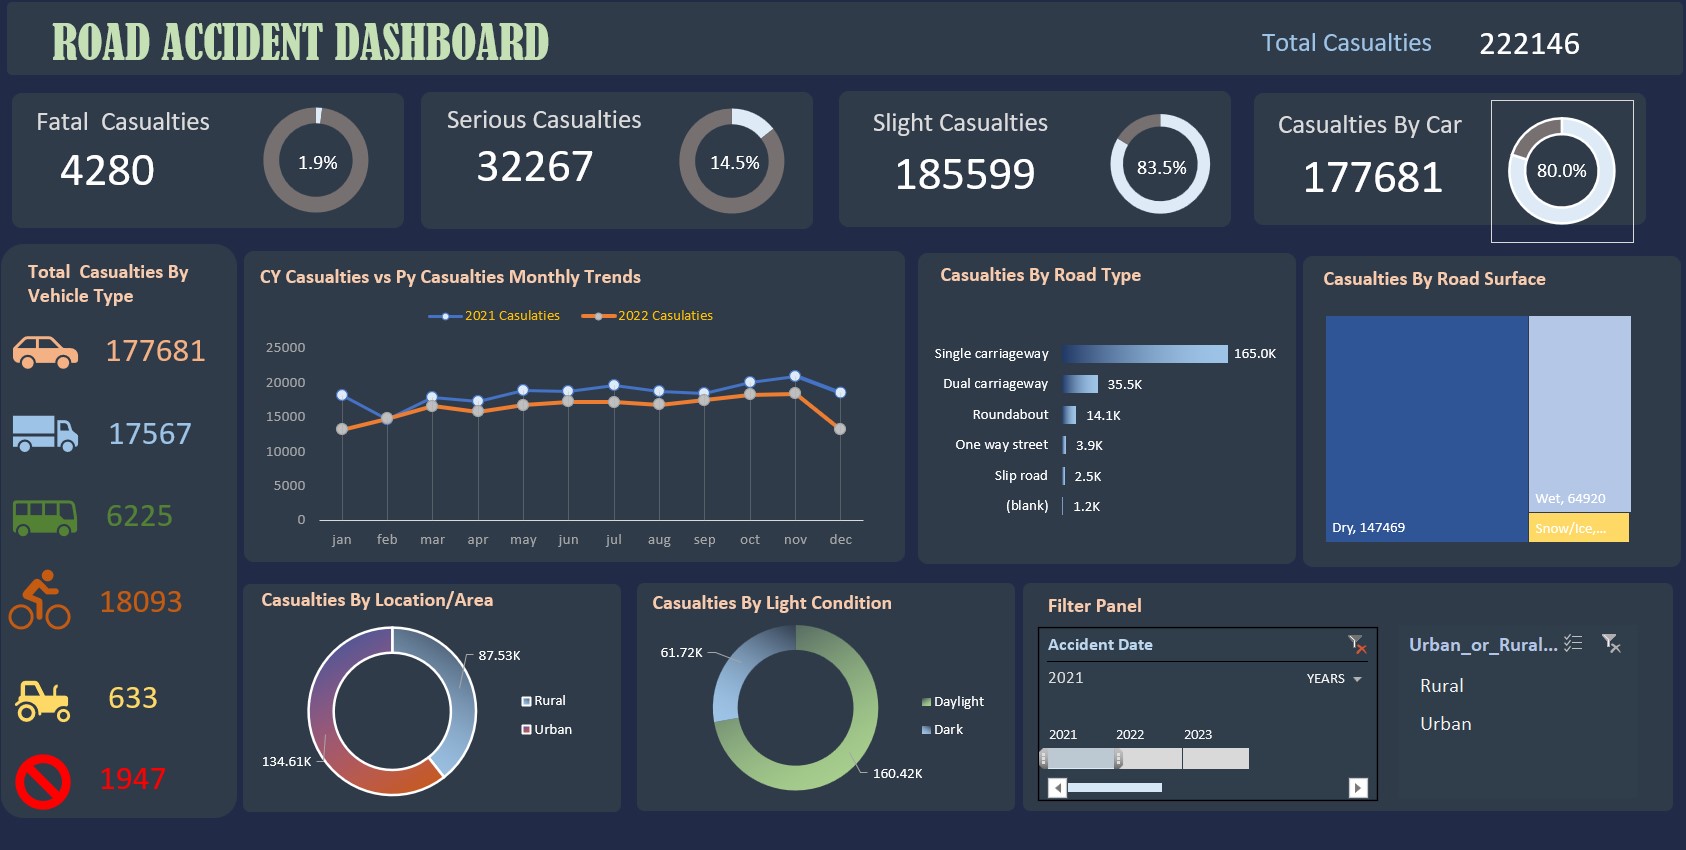 ROAD ACCIDENT DASHBOARD
Total Casualties 222146
Fatal Casualties
4280
1.9%
Serious Casualties
32267
14.5%
Slight Casualties
185599
83.5%
Casualties By Car
177681
80.0%
Total Casualties By
Vehicle Type
177681
17567
6225
18093
633
1947
CY Casualties vs Py Casualties Monthly Trends
2021 Casulaties 2022 Casulaties
25000
20000
15000
10000
5000
0
jan feb mar apr may jun jul aug sep oct nov dec
Casualties By Road Type
Single carriageway 165.0K
Dual carriageway 35.5K
Roundabout 14.1K
One way street 3.9K
Slip road 2.5K
(blank) 1.2K
Casualties By Road Surface
Wet, 64920
Dry, 147469
Snow/Ice,...
Casualties By Location/Area
87.53K
134.61K
Rural
Urban
Casualties By Light Condition
61.72K
160.42K
Daylight
Dark
Filter Panel
Accident Date
2021 YEARS
2021 2022 2023
Urban_or_Rural...
Rural
Urban